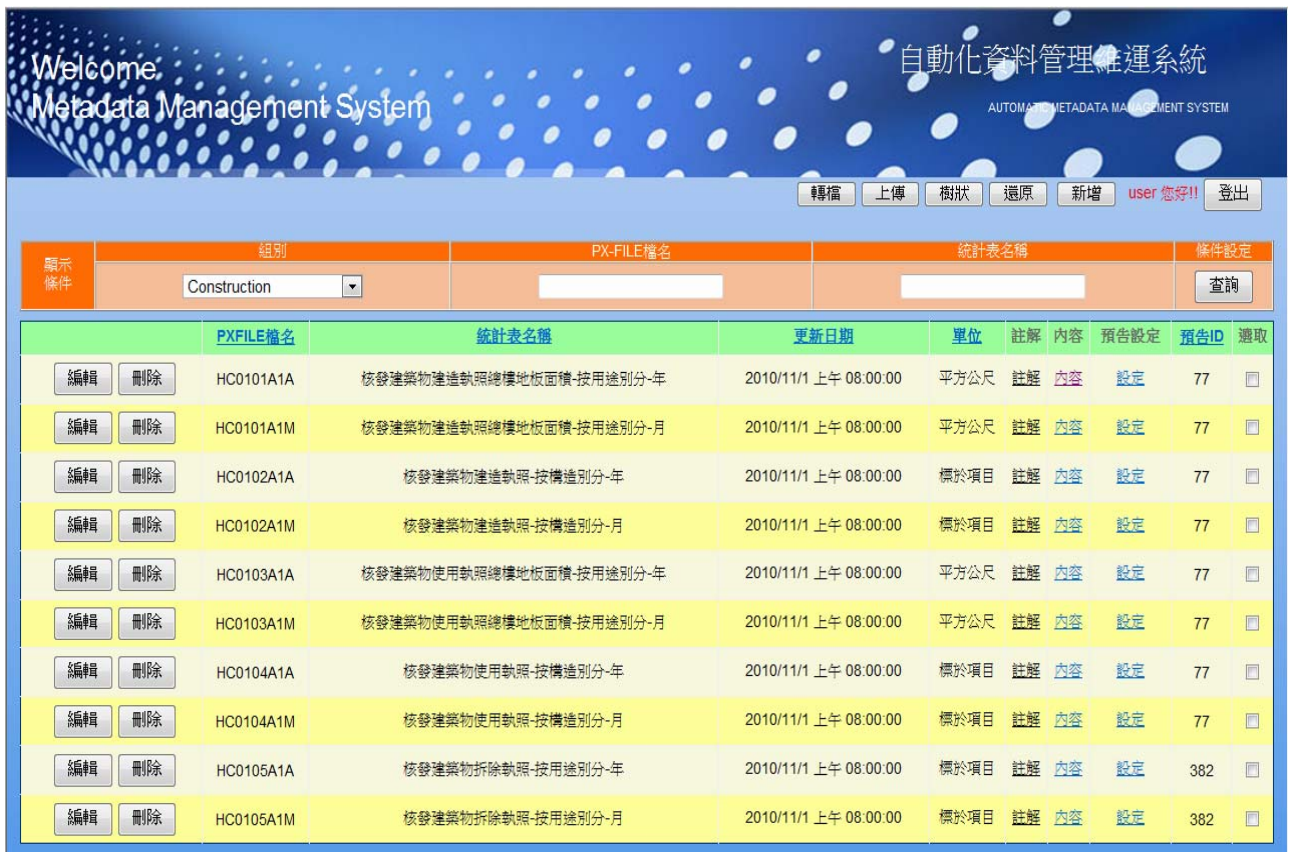 Welcome
Metadata Management System
自動化資料管理維運系統
AUTOMATIC METADATA MANAGEMENT SYSTEM
轉檔 上傳 樹狀 還原 新增 user 您好!! 登出
顯示條件 組別 PX-FILE檔名 統計表名稱 條件設定
Construction 查詢
PXFILE檔名 統計表名稱 更新日期 單位 註解 內容 預告設定 預告ID 選取
編輯 刪除 HC0101A1A 核發建築物建造執照總樓地板面積-按用途別分-年 2010/11/1 上午 08:00:00 平方公尺 註解 內容 設定 77
編輯 刪除 HC0101A1M 核發建築物建造執照總樓地板面積-按用途別分-月 2010/11/1 上午 08:00:00 平方公尺 註解 內容 設定 77
編輯 刪除 HC0102A1A 核發建築物建造執照-按構造別分-年 2010/11/1 上午 08:00:00 標於項目 註解 內容 設定 77
編輯 刪除 HC0102A1M 核發建築物建造執照-按構造別分-月 2010/11/1 上午 08:00:00 標於項目 註解 內容 設定 77
編輯 刪除 HC0103A1A 核發建築物使用執照總樓地板面積-按用途別分-年 2010/11/1 上午 08:00:00 平方公尺 註解 內容 設定 77
編輯 刪除 HC0103A1M 核發建築物使用執照總樓地板面積-按用途別分-月 2010/11/1 上午 08:00:00 平方公尺 註解 內容 設定 77
編輯 刪除 HC0104A1A 核發建築物使用執照-按構造別分-年 2010/11/1 上午 08:00:00 標於項目 註解 內容 設定 77
編輯 刪除 HC0104A1M 核發建築物使用執照-按構造別分-月 2010/11/1 上午 08:00:00 標於項目 註解 內容 設定 77
編輯 刪除 HC0105A1A 核發建築物拆除執照-按用途別分-年 2010/11/1 上午 08:00:00 標於項目 註解 內容 設定 382
編輯 刪除 HC0105A1M 核發建築物拆除執照-按用途別分-月 2010/11/1 上午 08:00:00 標於項目 註解 內容 設定 382